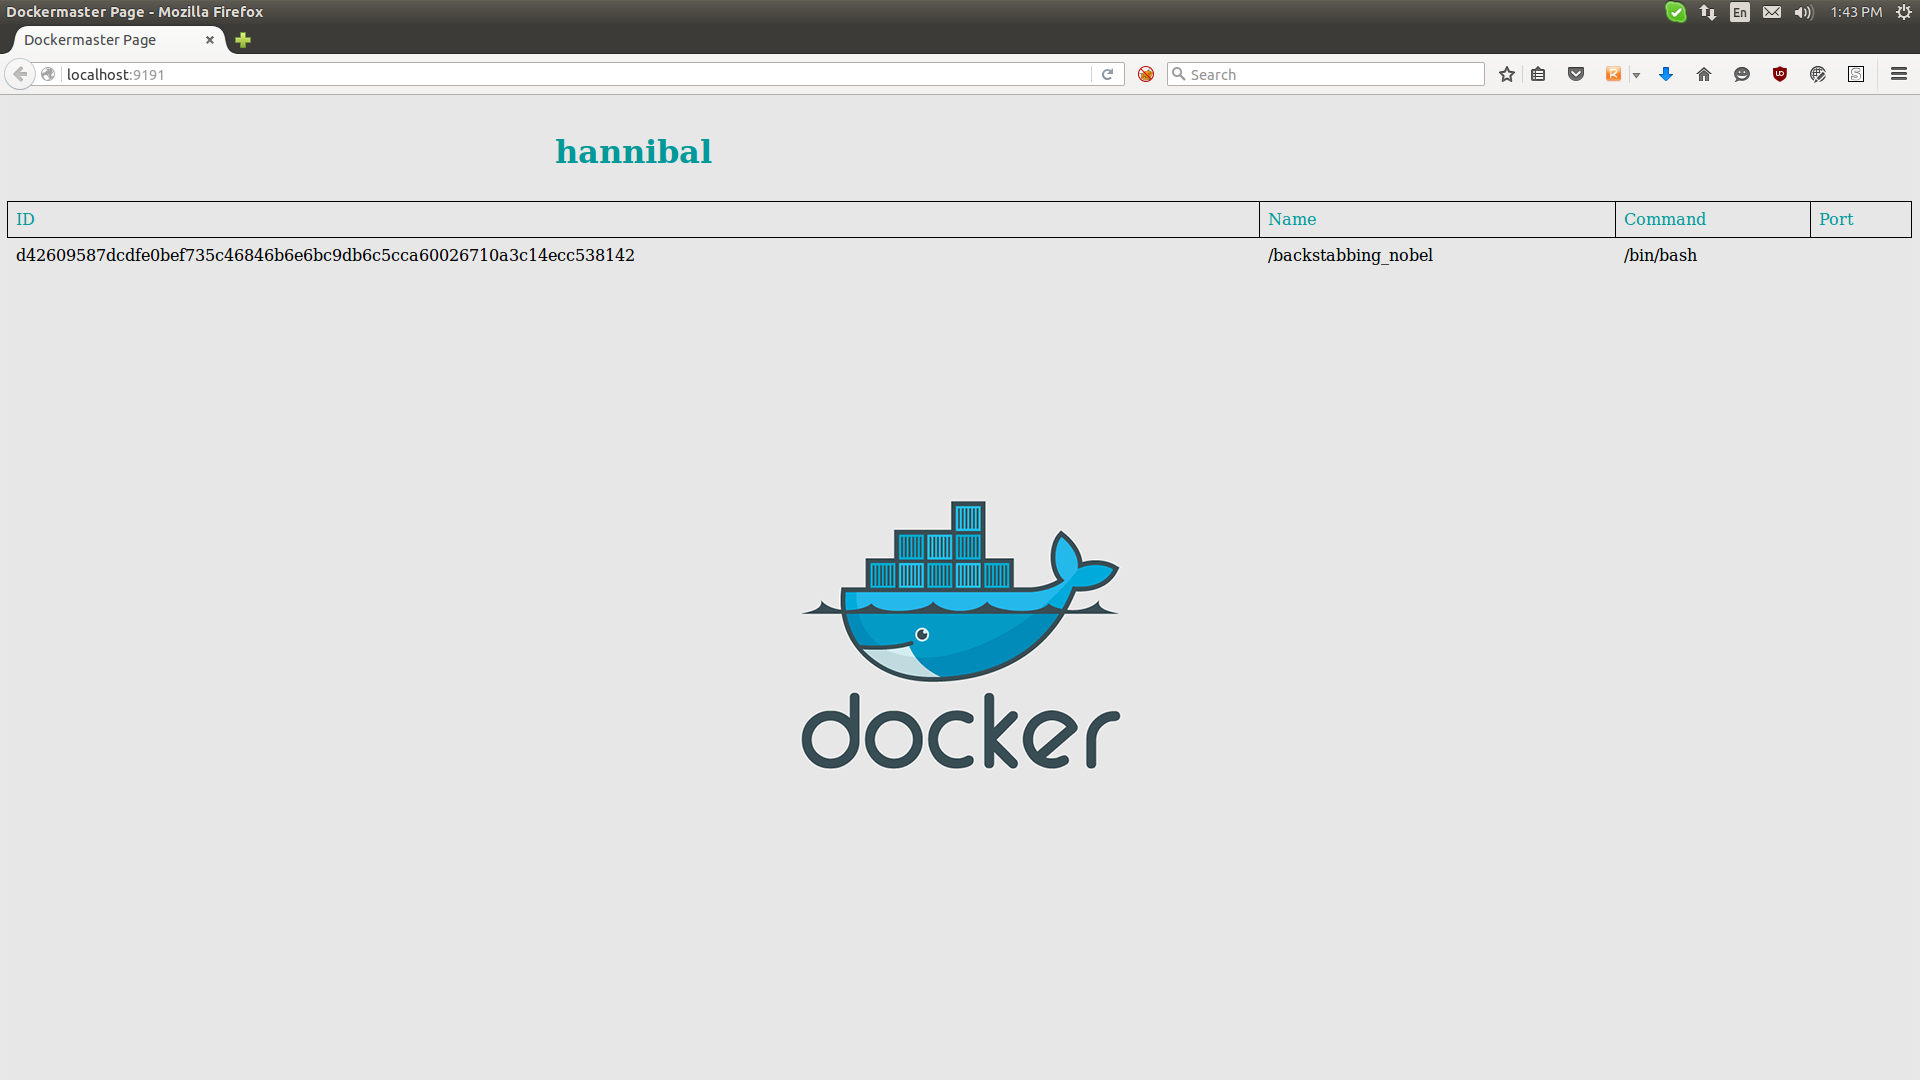 Dockermaster Page - Mozilla Firefox
En
1:43 PM
Dockermaster Page
localhost:9191
Search
hannibal
ID Name Command Port
d42609587dcdfe0bef735c46846b6e6bc9db6c5cca60026710a3c14ecc538142 /backstabbing_nobel /bin/bash
docker